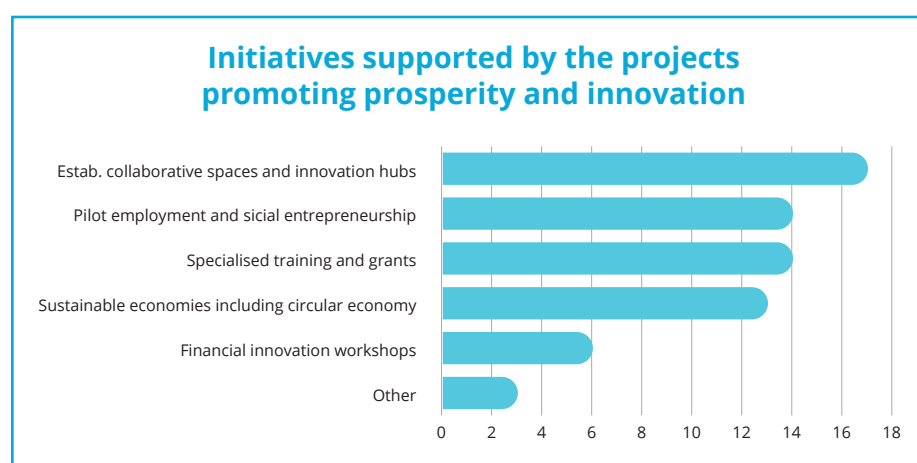 Initiatives supported by the projects
promoting prosperity and innovation
Estab. collaborative spaces and innovation hubs
Pilot employment and sicial entrepreneurship
Specialised training and grants
Sustainable economies including circular economy
Financial innovation workshops
Other
0 2 4 6 8 10 12 14 16 18